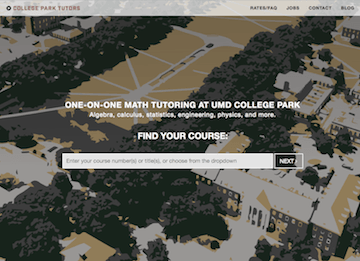 COLLEGE PARK TUTORS
RATES/FAQ JOBS CONTACT BLOG
ONE-ON-ONE MATH TUTORING AT UMD COLLEGE PARK
Algebra, calculus, statistics, engineering, physics, and more.
FIND YOUR COURSE:
Enter your course number(s) or title(s), or choose from the dropdown
NEXT